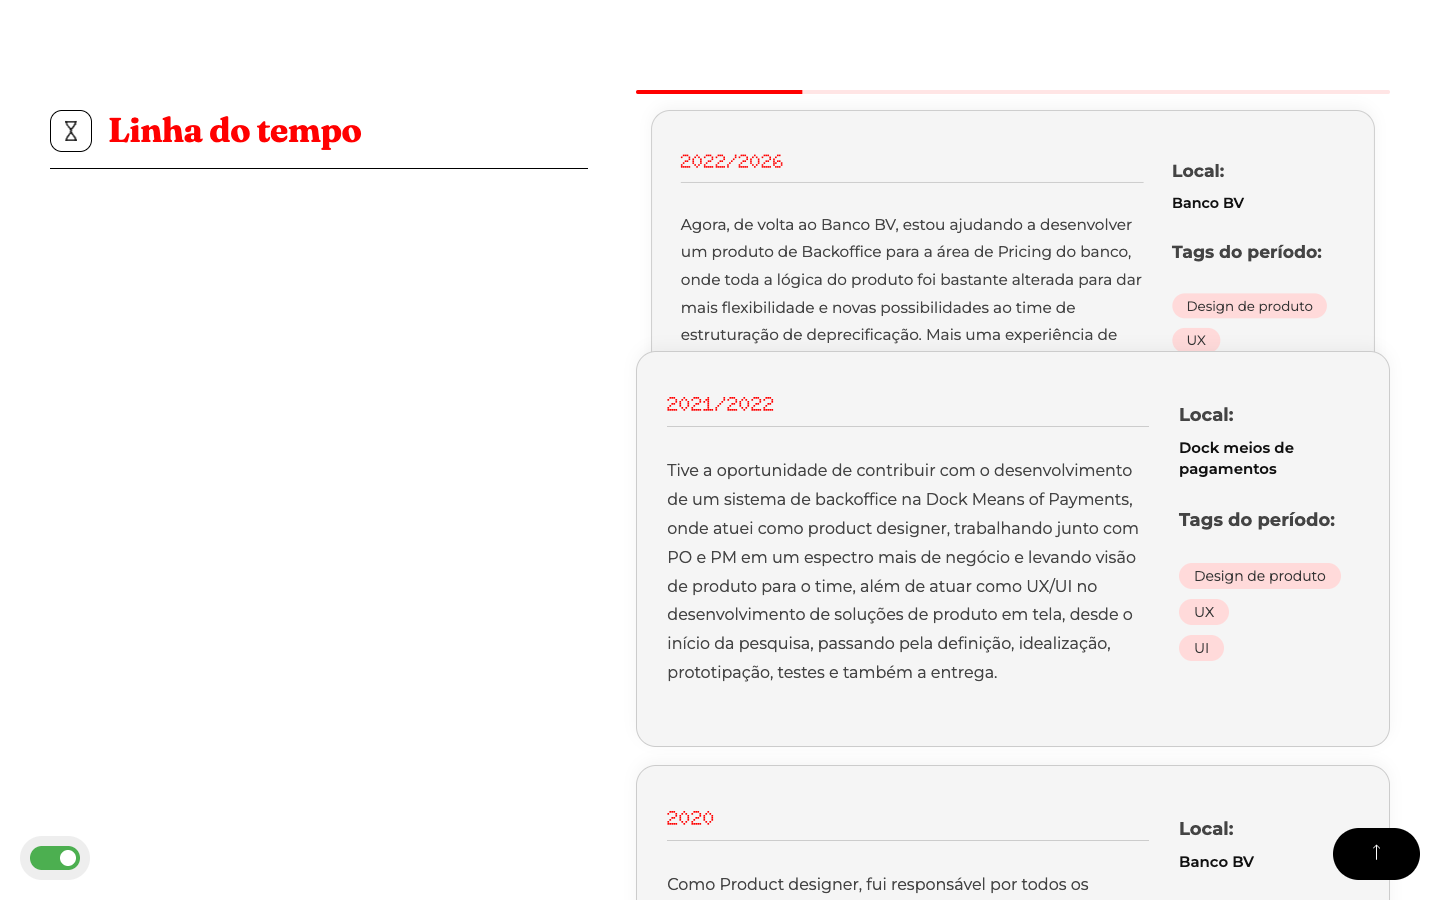 Linha do tempo
2022/2026
Agora, de volta ao Banco BV, estou ajudando a desenvolver
um produto de Backoffice para a área de Pricing do banco,
onde toda a lógica do produto foi bastante alterada para dar
mais flexibilidade e novas possibilidades ao time de
estruturação de deprecificação. Mais uma experiência de
Local:
Banco BV
Tags do período:
Design de produto
UX
2021/2022
Tive a oportunidade de contribuir com o desenvolvimento
de um sistema de backoffice na Dock Means of Payments,
onde atuei como product designer, trabalhando junto com
PO e PM em um espectro mais de negócio e levando visão
de produto para o time, além de atuar como UX/UI no
desenvolvimento de soluções de produto em tela, desde o
início da pesquisa, passando pela definição, idealização,
prototipação, testes e também a entrega.
Local:
Dock meios de
pagamentos
Tags do período:
Design de produto
UX
UI
2020
Como Product designer, fui responsável por todos os
Local:
Banco BV
↑